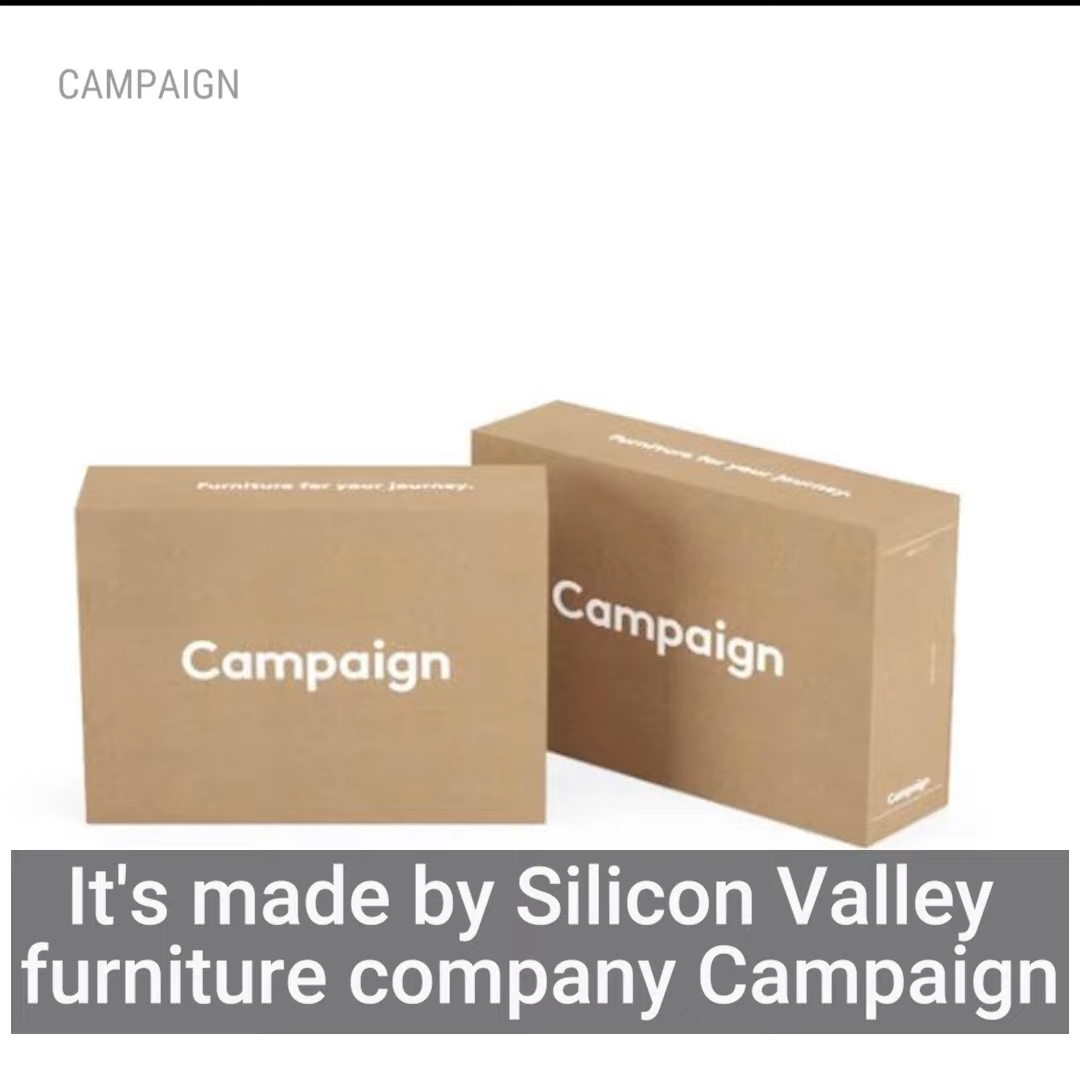 CAMPAIGN
Furniture for your journey.
Furniture for your journey.
Campaign
Campaign
Campaign
It's made by Silicon Valley
furniture company Campaign